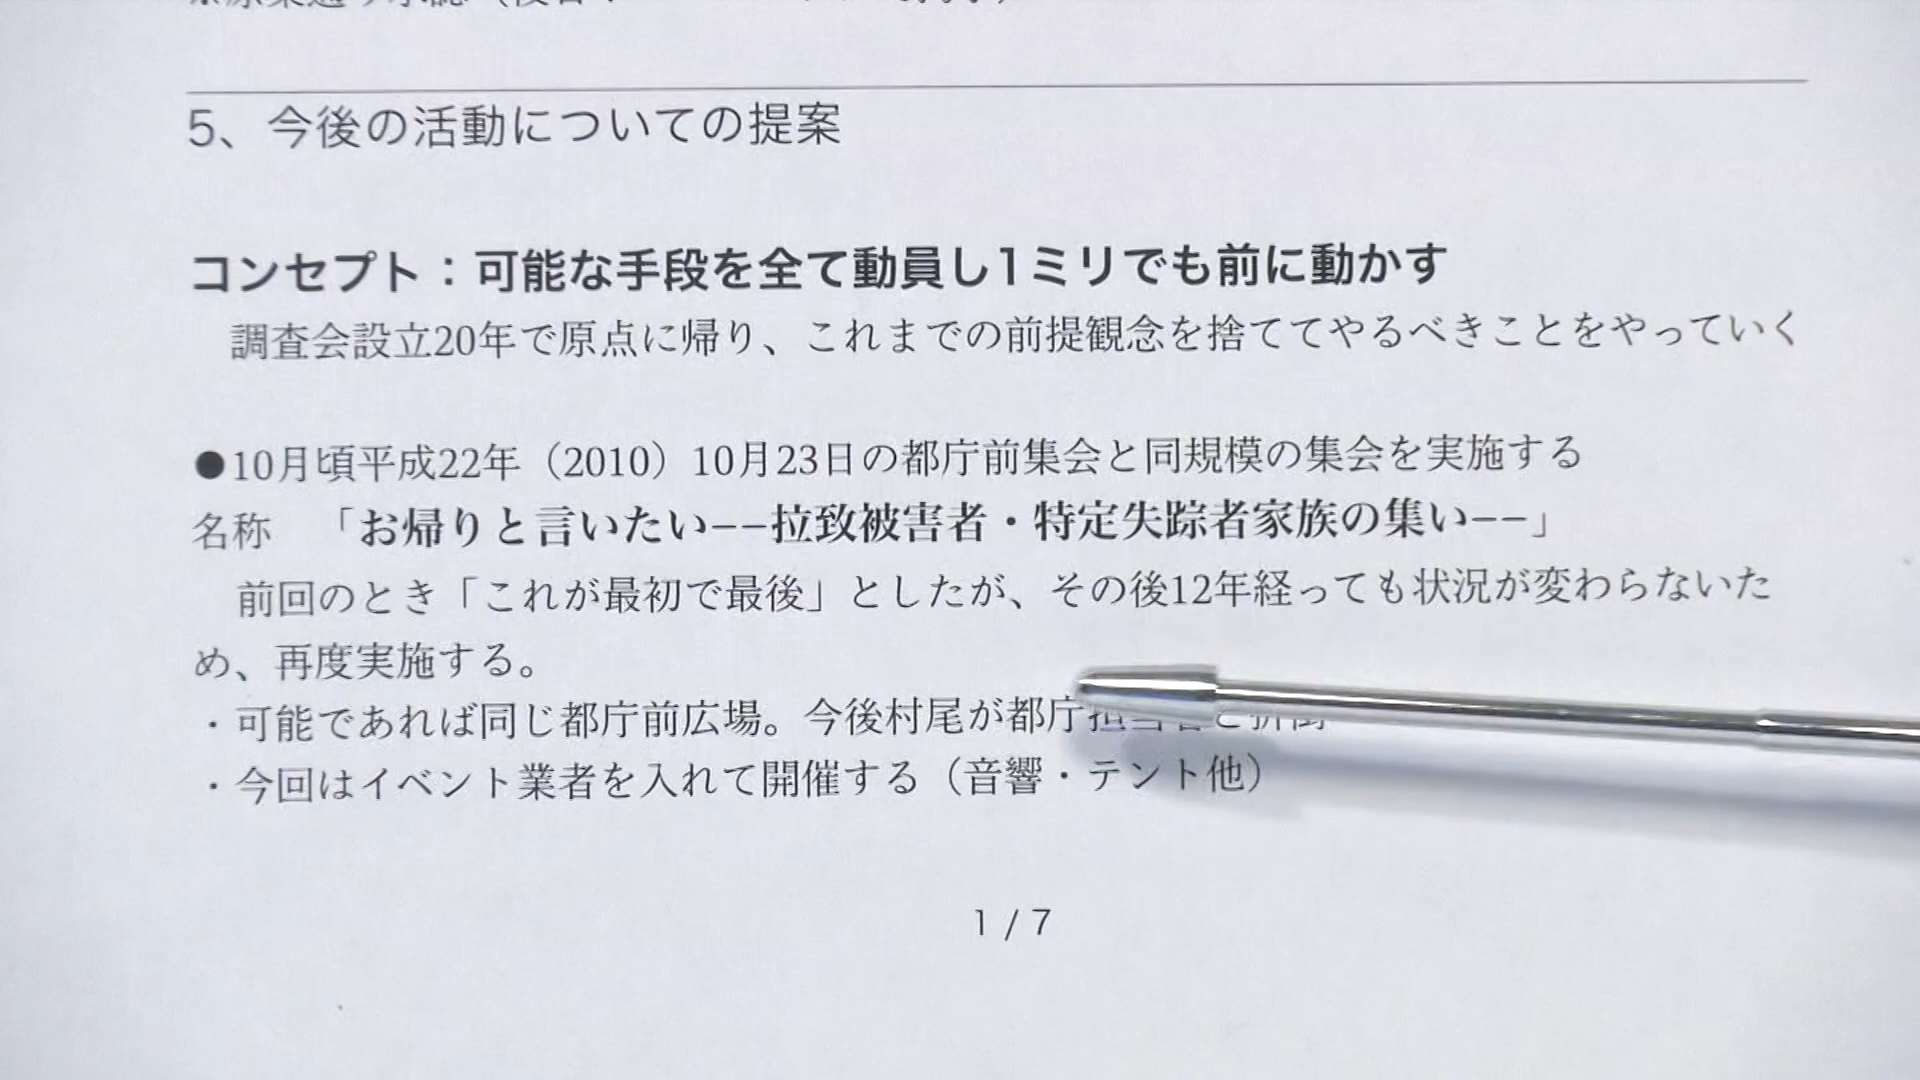 5、今後の活動についての提案
コンセプト：可能な手段を全て動員し1ミリでも前に動かす
調査会設立20年で原点に帰り、これまでの前提観念を捨ててやるべきことをやっていく
●10月頃平成22年（2010）10月23日の都庁前集会と同規模の集会を実施する
名称　「お帰りと言いたい−−拉致被害者・特定失踪者家族の集い−−」
前回のとき「これが最初で最後」としたが、その後12年経っても状況が変わらないた
め、再度実施する。
・可能であれば同じ都庁前広場。今後村尾が都庁
・今回はイベント業者を入れて開催する（音響・テント他）
1 / 7